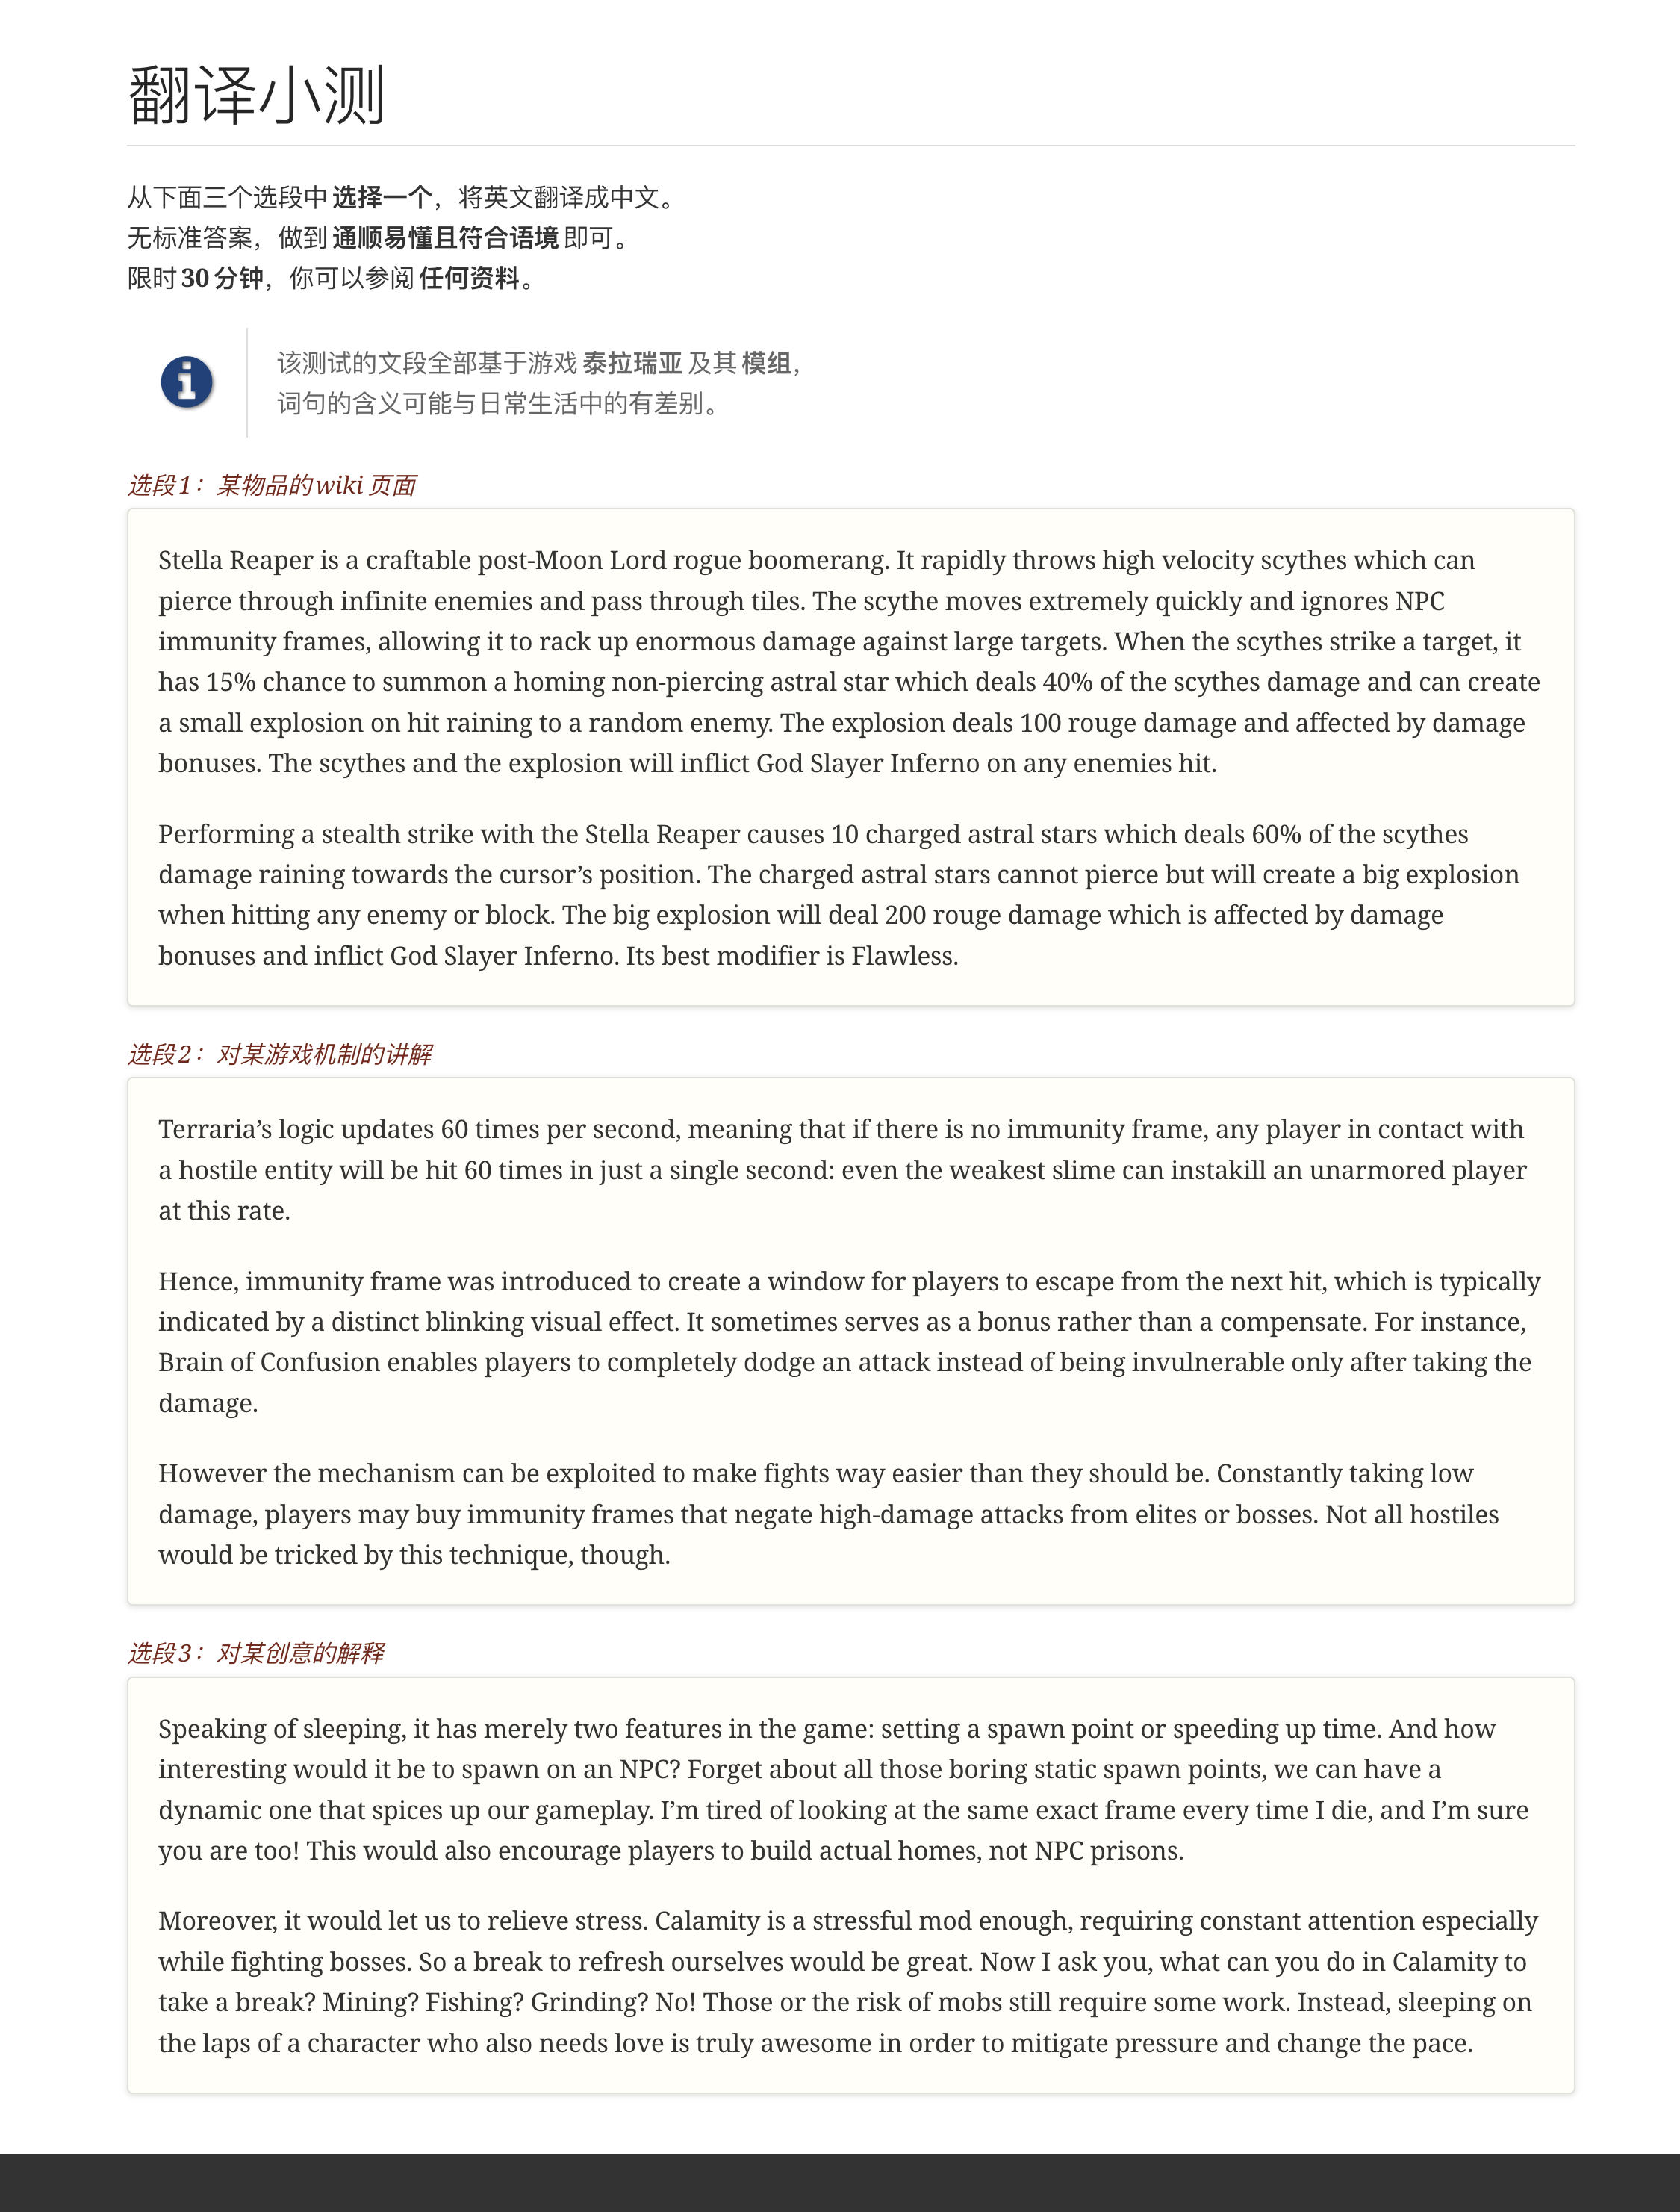 翻译小测
从下面三个选段中 选择一个，将英文翻译成中文。
无标准答案，做到 通顺易懂且符合语境 即可。
限时 30 分钟，你可以参阅 任何资料。
该测试的文段全部基于游戏 泰拉瑞亚 及其 模组，
词句的含义可能与日常生活中的有差别。
选段1：某物品的wiki页面
Stella Reaper is a craftable post-Moon Lord rogue boomerang. It rapidly throws high velocity scythes which can
pierce through infinite enemies and pass through tiles. The scythe moves extremely quickly and ignores NPC
immunity frames, allowing it to rack up enormous damage against large targets. When the scythes strike a target, it
has 15% chance to summon a homing non-piercing astral star which deals 40% of the scythes damage and can create
a small explosion on hit raining to a random enemy. The explosion deals 100 rouge damage and affected by damage
bonuses. The scythes and the explosion will inflict God Slayer Inferno on any enemies hit.
Performing a stealth strike with the Stella Reaper causes 10 charged astral stars which deals 60% of the scythes
damage raining towards the cursor’s position. The charged astral stars cannot pierce but will create a big explosion
when hitting any enemy or block. The big explosion will deal 200 rouge damage which is affected by damage
bonuses and inflict God Slayer Inferno. Its best modifier is Flawless.
选段2：对某游戏机制的讲解
Terraria’s logic updates 60 times per second, meaning that if there is no immunity frame, any player in contact with
a hostile entity will be hit 60 times in just a single second: even the weakest slime can instakill an unarmored player
at this rate.
Hence, immunity frame was introduced to create a window for players to escape from the next hit, which is typically
indicated by a distinct blinking visual effect. It sometimes serves as a bonus rather than a compensate. For instance,
Brain of Confusion enables players to completely dodge an attack instead of being invulnerable only after taking the
damage.
However the mechanism can be exploited to make fights way easier than they should be. Constantly taking low
damage, players may buy immunity frames that negate high-damage attacks from elites or bosses. Not all hostiles
would be tricked by this technique, though.
选段3：对某创意的解释
Speaking of sleeping, it has merely two features in the game: setting a spawn point or speeding up time. And how
interesting would it be to spawn on an NPC? Forget about all those boring static spawn points, we can have a
dynamic one that spices up our gameplay. I’m tired of looking at the same exact frame every time I die, and I’m sure
you are too! This would also encourage players to build actual homes, not NPC prisons.
Moreover, it would let us to relieve stress. Calamity is a stressful mod enough, requiring constant attention especially
while fighting bosses. So a break to refresh ourselves would be great. Now I ask you, what can you do in Calamity to
take a break? Mining? Fishing? Grinding? No! Those or the risk of mobs still require some work. Instead, sleeping on
the laps of a character who also needs love is truly awesome in order to mitigate pressure and change the pace.